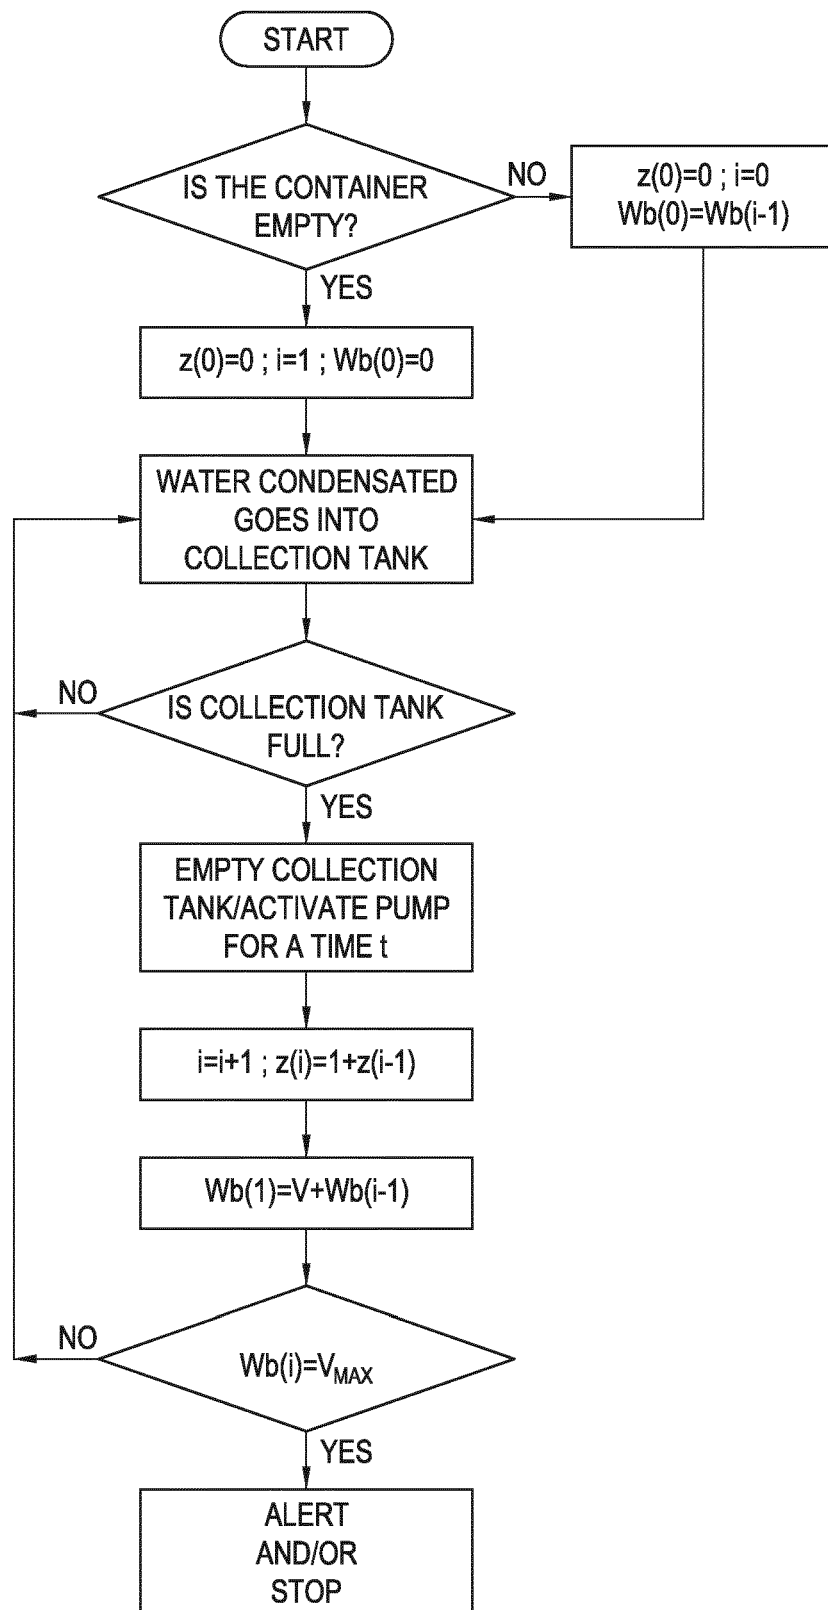 START
IS THE CONTAINER
EMPTY?
NO
z(0)=0 ; i=0
Wb(0)=Wb(i-1)
YES
z(0)=0 ; i=1 ; Wb(0)=0
WATER CONDENSATED
GOES INTO
COLLECTION TANK
NO
IS COLLECTION TANK
FULL?
YES
EMPTY COLLECTION
TANK/ACTIVATE PUMP
FOR A TIME t
i=i+1 ; z(i)=1+z(i-1)
Wb(1)=V+Wb(i-1)
NO
Wb(i)=VMAX
YES
ALERT
AND/OR
STOP